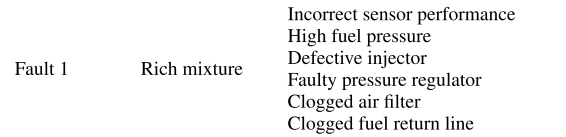 Fault 1
Rich mixture
Incorrect sensor performance
High fuel pressure
Defective injector
Faulty pressure regulator
Clogged air filter
Clogged fuel return line